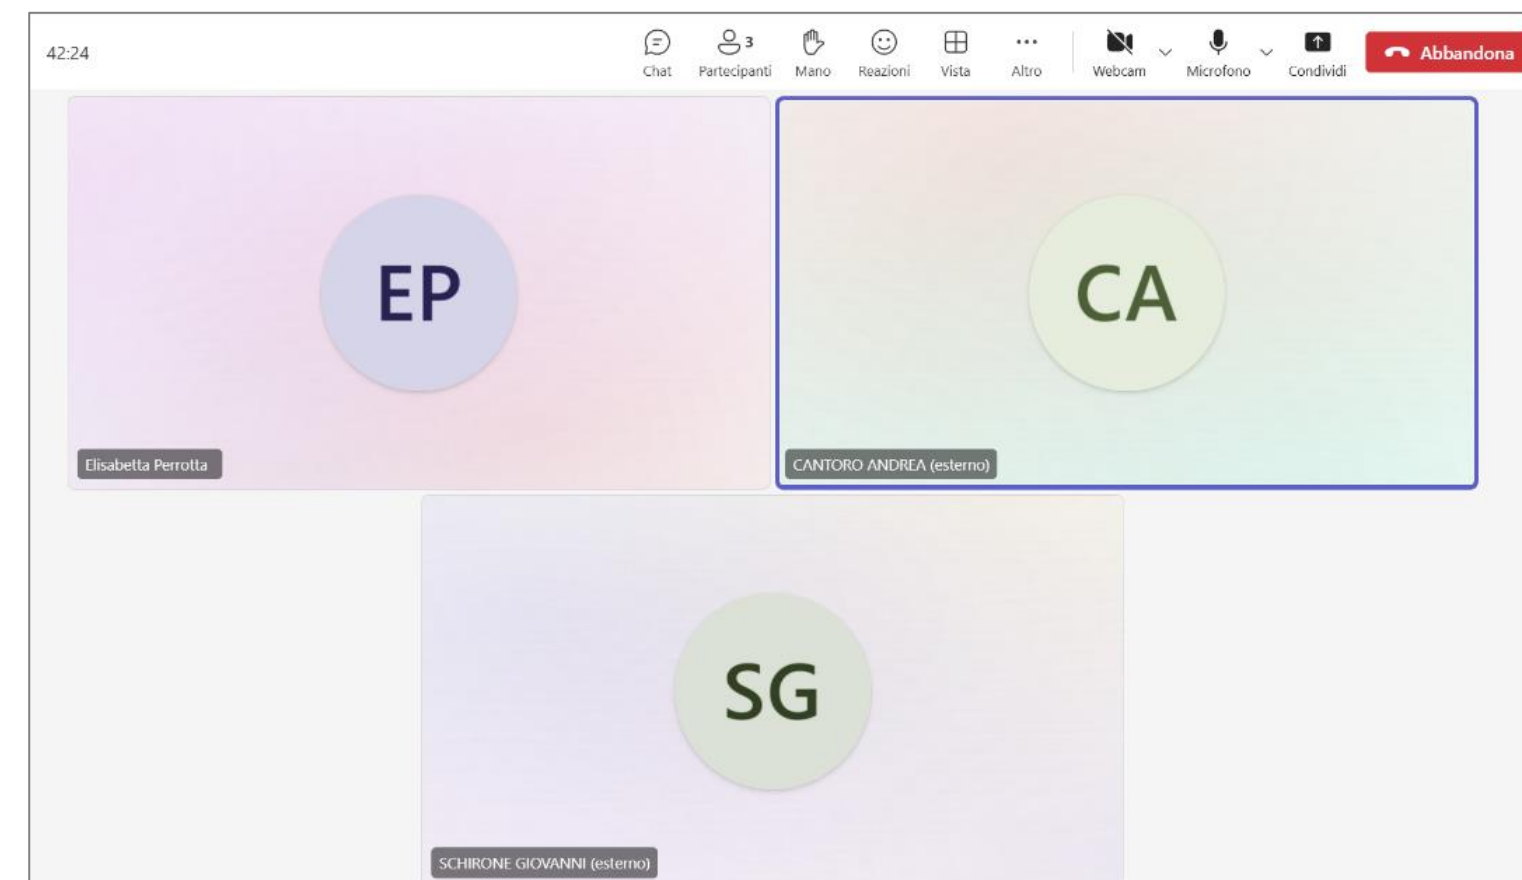 42:24
3
Chat Partecipanti Mano Reazioni Vista Altro Webcam Microfono Condividi Abbandona
EP
Elisabetta Perrotta
CA
CANTORO ANDREA (esterno)
SG
SCHIRONE GIOVANNI (esterno)